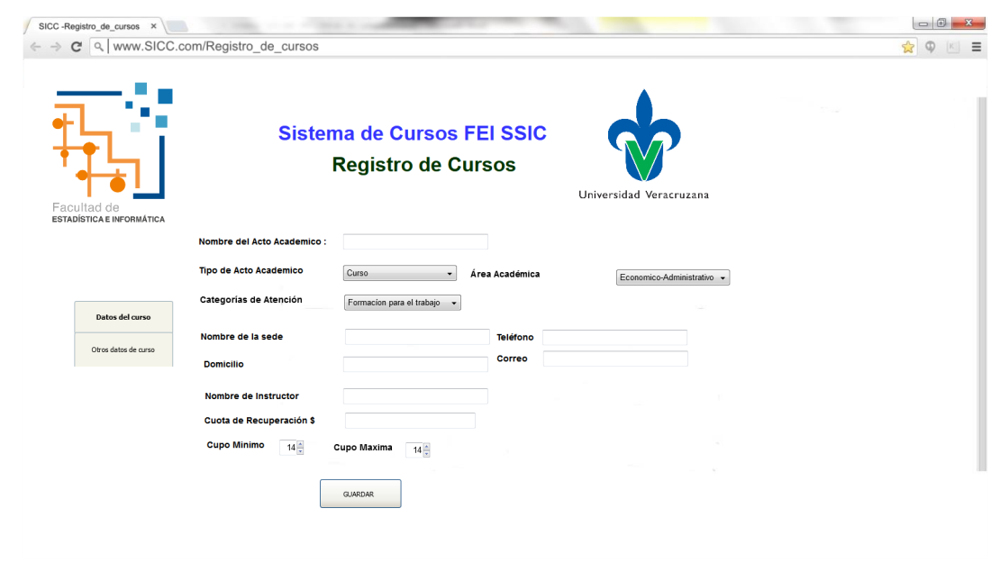 SICC -Registro_de_cursos ×
www.SICC.com/Registro_de_cursos
Sistema de Cursos FEI SSIC
Registro de Cursos
Facultad de
ESTADÍSTICA E INFORMÁTICA
Universidad Veracruzana
Nombre del Acto Academico :
Tipo de Acto Academico Curso Área Académica Economico-Administrativo
Categorías de Atención Formacíon para el trabajo
Datos del curso
Otros datos de curso
Nombre de la sede Teléfono
Domicilio Correo
Nombre de Instructor
Cuota de Recuperación $
Cupo Minimo 14 Cupo Maxima 14
GUARDAR